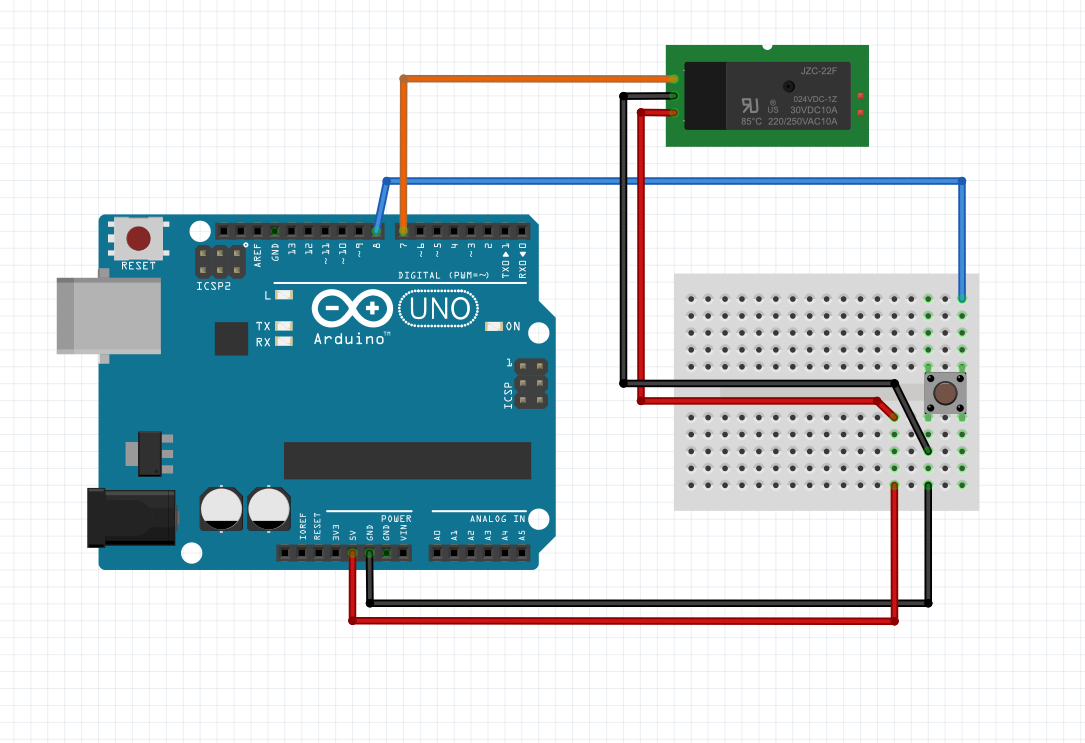 JZC-22F
024VDC-1Z
US ® 30VDC10A
85°C 220/250VAC10A
RESET
ICSP2
AREF
GND
13
12
~11
~10
~9
8
7
~6
~5
4
~3
2
TX0▶1
RX0◀0
DIGITAL (PWM=~)
L
TX
RX
Arduino™
UNO
ON
1
ICSP
IOREF
RESET
3V3
5V
GND
GND
VIN
POWER
A0
A1
A2
A3
A4
A5
ANALOG IN